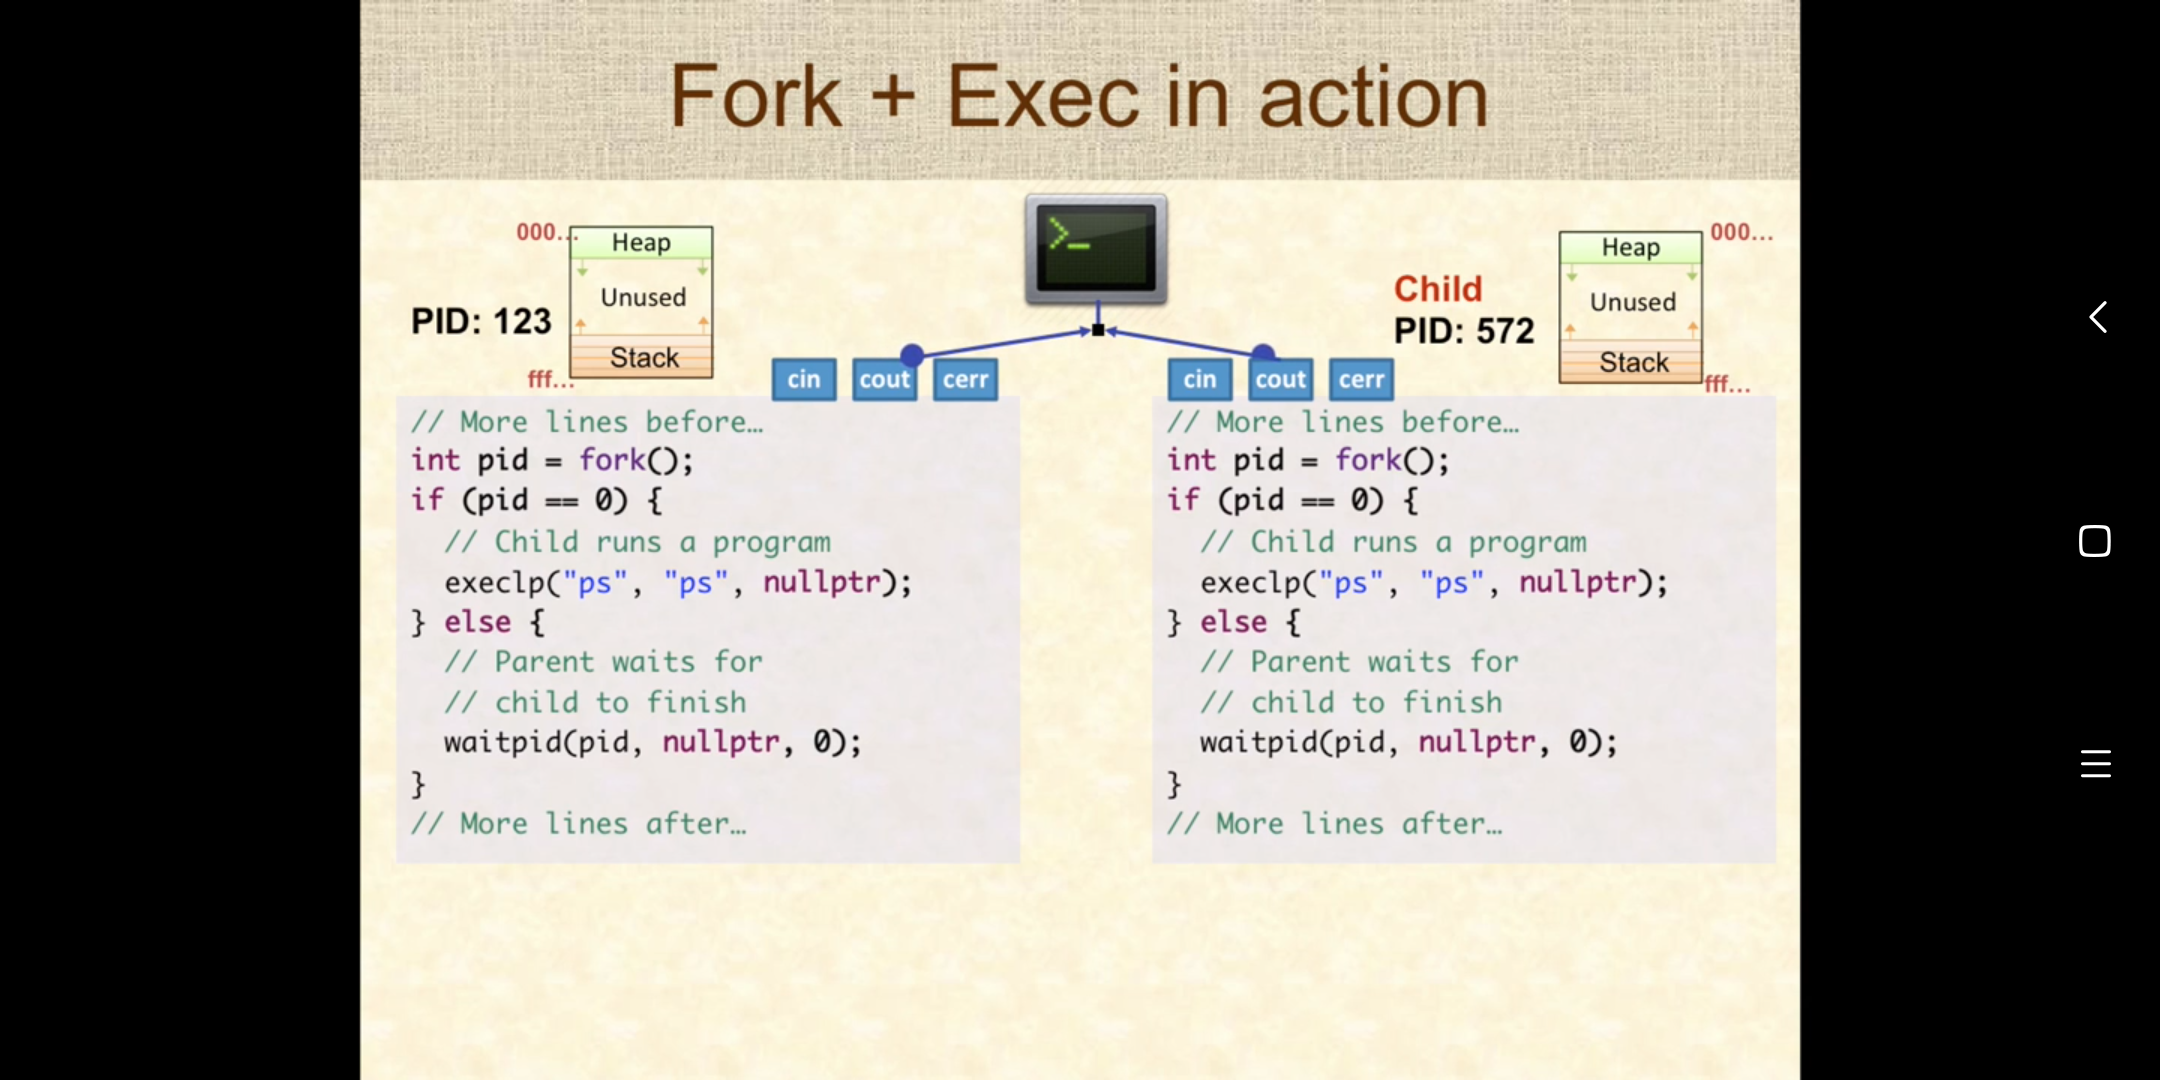 Fork + Exec in action
000...
Heap
Unused
Stack
fff...
PID: 123
>_
Child
PID: 572
Heap
Unused
Stack
000...
fff...
cin cout cerr
// More lines before…
int pid = fork();
if (pid == 0) {
// Child runs a program
execlp("ps", "ps", nullptr);
} else {
// Parent waits for
// child to finish
waitpid(pid, nullptr, 0);
}
// More lines after…
cin cout cerr
// More lines before…
int pid = fork();
if (pid == 0) {
// Child runs a program
execlp("ps", "ps", nullptr);
} else {
// Parent waits for
// child to finish
waitpid(pid, nullptr, 0);
}
// More lines after…